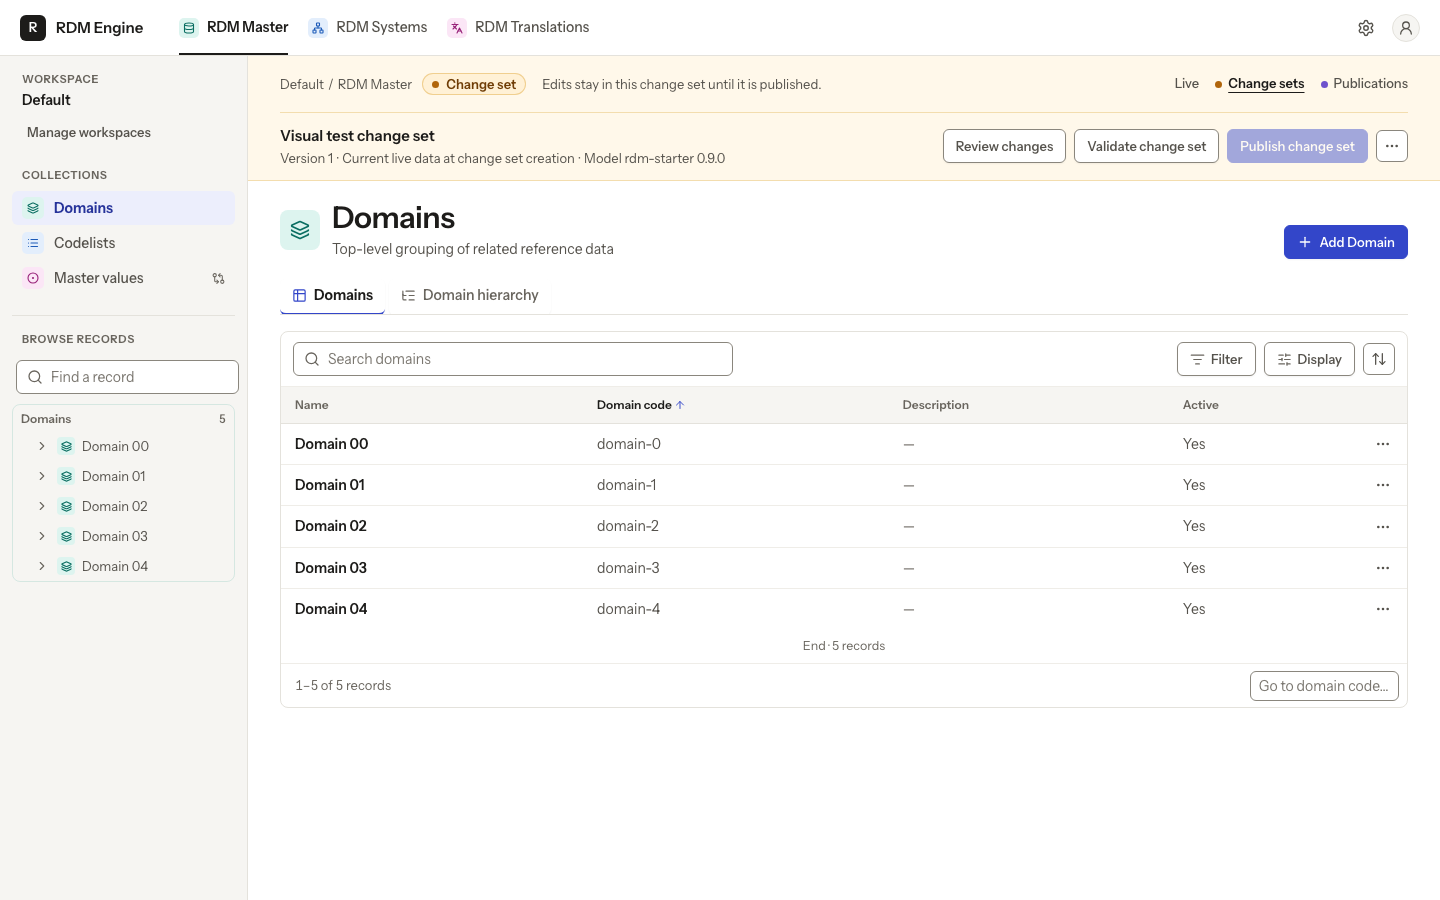 R RDM Engine RDM Master RDM Systems RDM Translations
WORKSPACE
Default
Manage workspaces
COLLECTIONS
Domains
Codelists
Master values
BROWSE RECORDS
Find a record
Domains 5
Domain 00
Domain 01
Domain 02
Domain 03
Domain 04
Default / RDM Master Change set Edits stay in this change set until it is published. Live Change sets Publications
Visual test change set
Version 1 · Current live data at change set creation · Model rdm-starter 0.9.0
Review changes Validate change set Publish change set
Domains
Top-level grouping of related reference data
Add Domain
Domains Domain hierarchy
Search domains Filter Display
Name Domain code Description Active
Domain 00 domain-0 — Yes
Domain 01 domain-1 — Yes
Domain 02 domain-2 — Yes
Domain 03 domain-3 — Yes
Domain 04 domain-4 — Yes
End · 5 records
1–5 of 5 records Go to domain code...